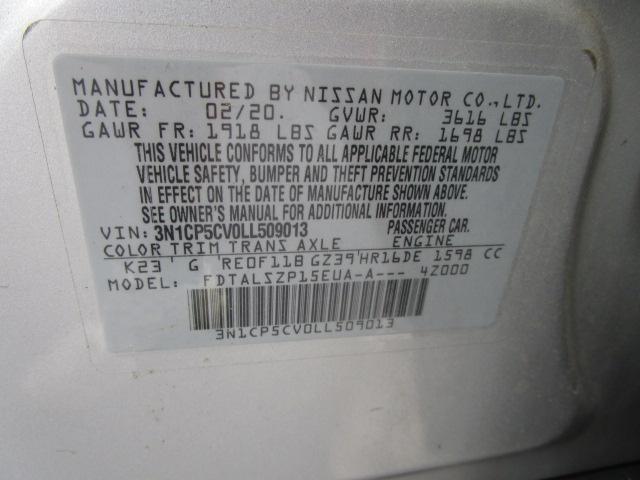 MANUFACTURED BY NISSAN MOTOR CO., LTD.
DATE: 02/20. GVWR: 3616 LBS
GAWR FR: 1918 LBS GAWR RR: 1698 LBS
THIS VEHICLE CONFORMS TO ALL APPLICABLE FEDERAL MOTOR
VEHICLE SAFETY, BUMPER AND THEFT PREVENTION STANDARDS
IN EFFECT ON THE DATE OF MANUFACTURE SHOWN ABOVE.
SEE OWNER'S MANUAL FOR ADDITIONAL INFORMATION.
VIN: 3N1CP5CV0LL509013 PASSENGER CAR.
COLOR TRIM TRANS AXLE ENGINE
K23 G RE0F11B GZ39 HR16DE 1598 CC
MODEL: FDTALSZP15EUA-A--- 4Z000
3N1CP5CV0LL509013